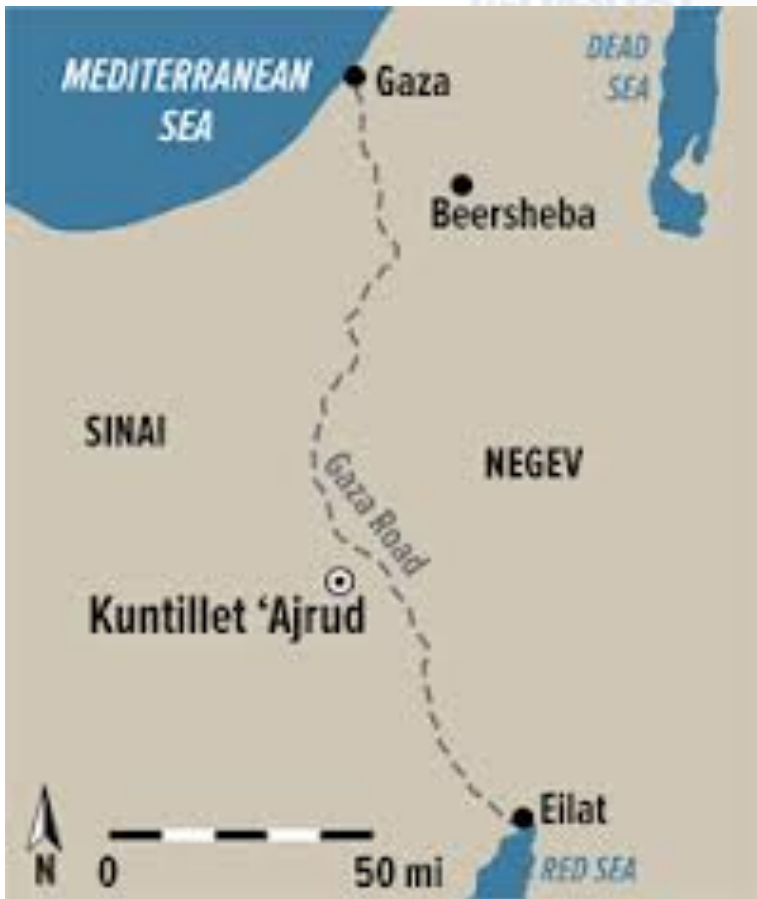 MEDITERRANEAN
SEA
Gaza
DEAD
SEA
Beersheba
SINAI
NEGEV
Gaza Road
Kuntillet ‘Ajrud
Eilat
N
0
50 mi
RED SEA